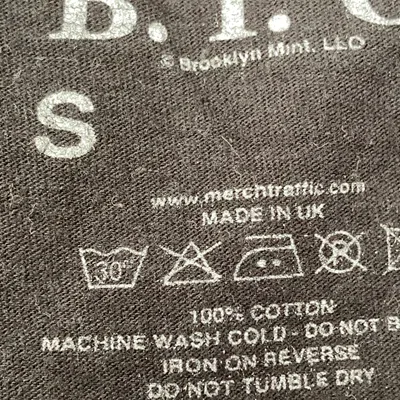 B. I. G
© Brooklyn Mint, LLC
S
www.merchtraffic.com
MADE IN UK
30°
100% COTTON
MACHINE WASH COLD - DO NOT B
IRON ON REVERSE
DO NOT TUMBLE DRY